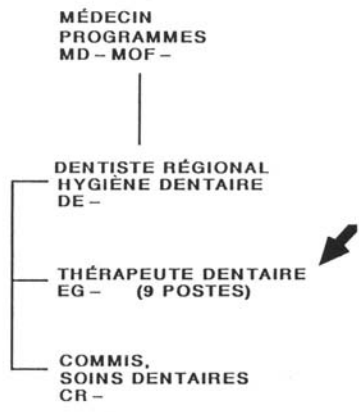 MÉDECIN
PROGRAMMES
MD – MOF –
DENTISTE RÉGIONAL
HYGIÈNE DENTAIRE
DE –
THÉRAPEUTE DENTAIRE
EG – (9 POSTES)
COMMIS,
SOINS DENTAIRES
CR –